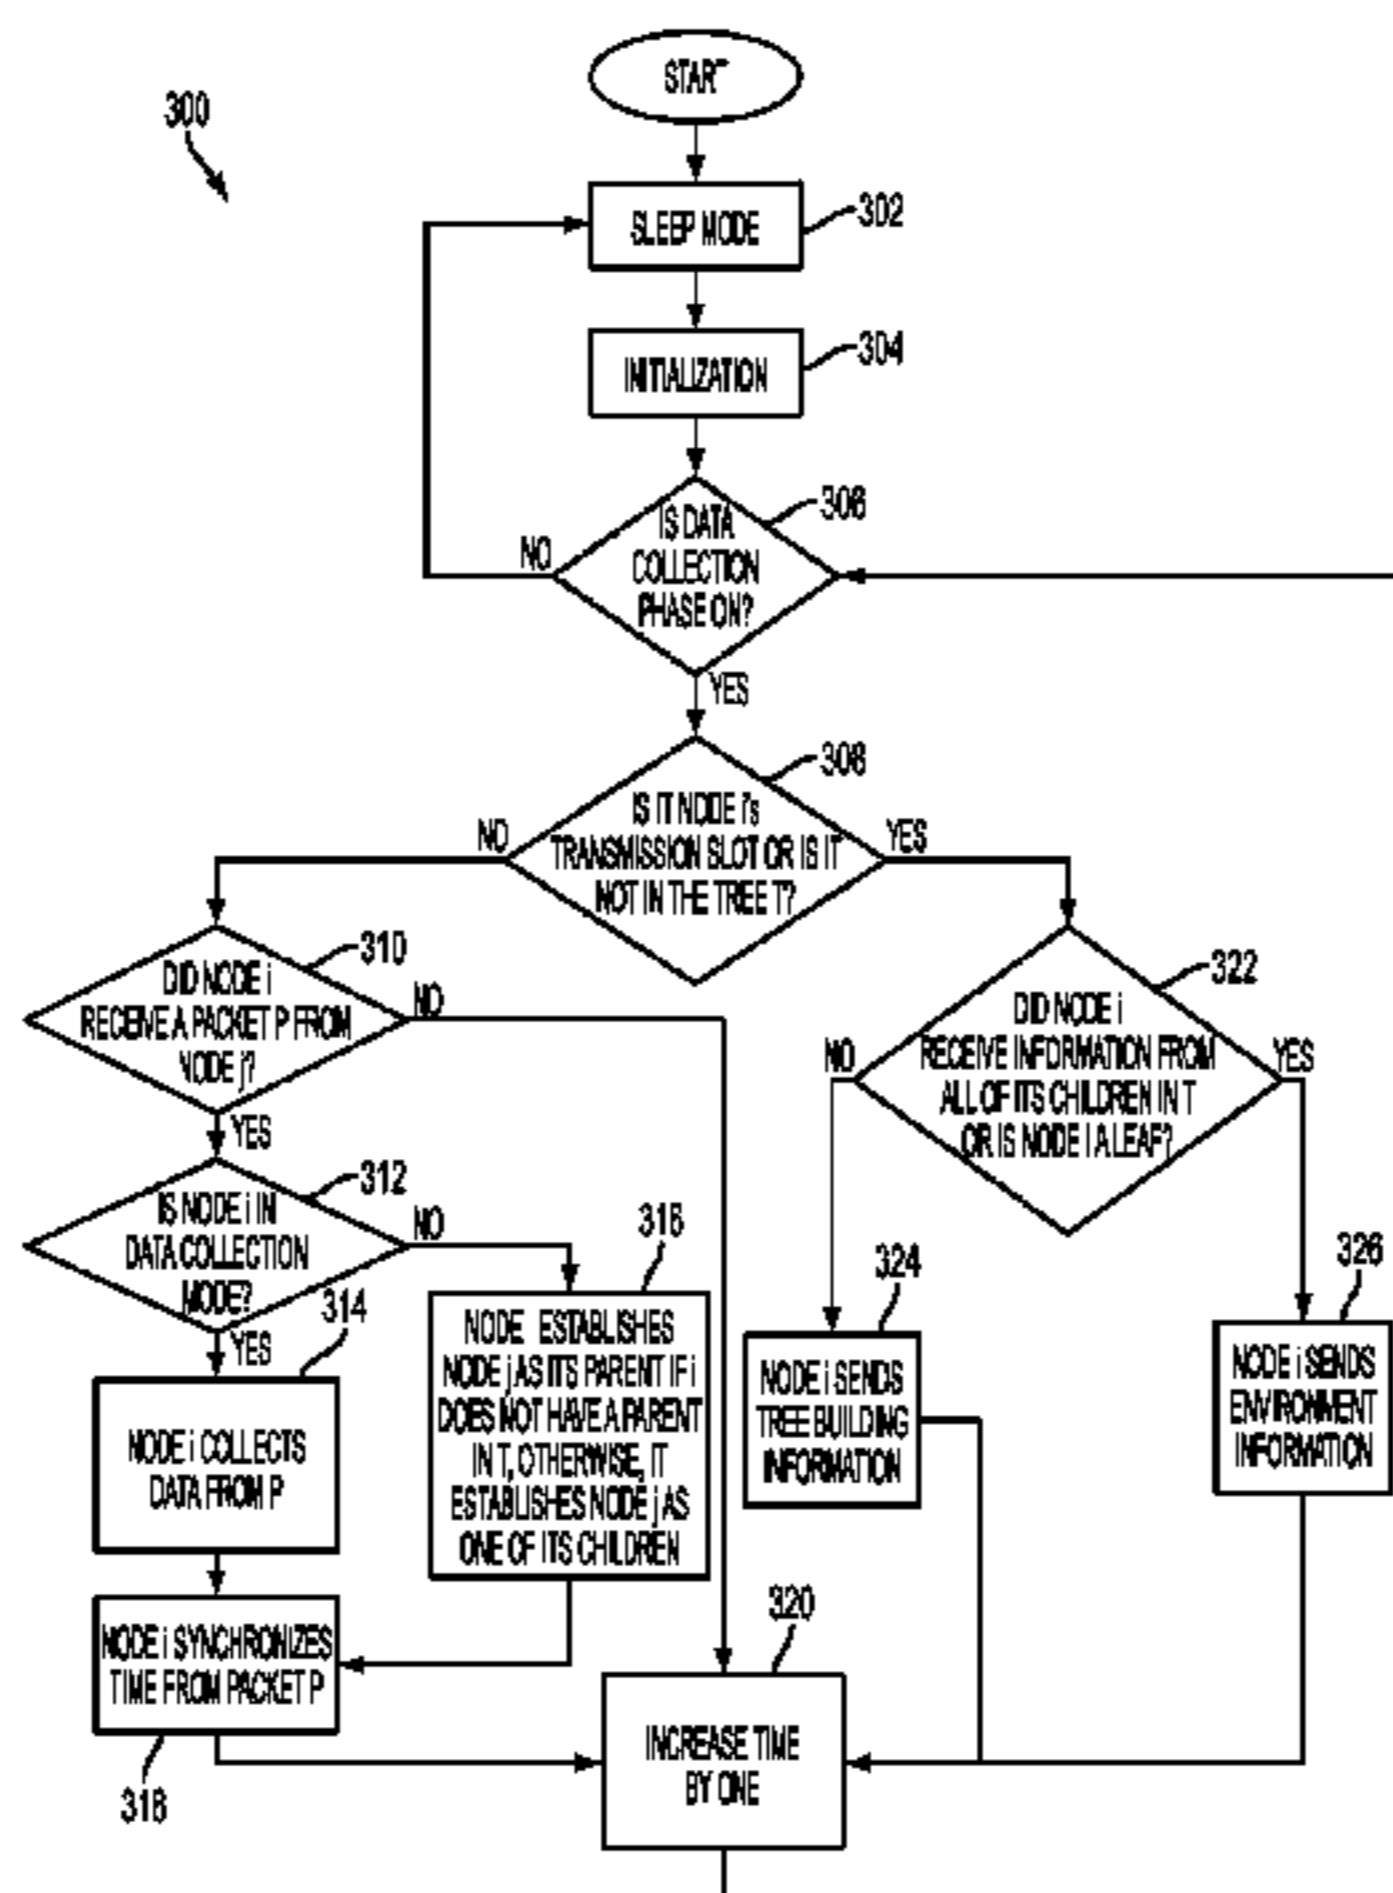 300
START
SLEEP MODE
302
INITIALIZATION
304
306
IS DATA
COLLECTION
PHASE ON?
NO
YES
308
IS IT NODE i's
TRANSMISSION SLOT OR IS IT
NOT IN THE TREE T?
NO
YES
310
DID NODE i
RECEIVE A PACKET P FROM
NODE j?
NO
YES
322
DID NODE i
RECEIVE INFORMATION FROM
ALL OF ITS CHILDREN IN T
OR IS NODE i A LEAF?
NO
YES
312
IS NODE i IN
DATA COLLECTION
MODE?
NO
YES
314
NODE i COLLECTS
DATA FROM P
316
NODE ESTABLISHES
NODE j AS ITS PARENT IF i
DOES NOT HAVE A PARENT
IN T, OTHERWISE, IT
ESTABLISHES NODE j AS
ONE OF ITS CHILDREN
324
NODE i SENDS
TREE BUILDING
INFORMATION
326
NODE i SENDS
ENVIRONMENT
INFORMATION
NODE i SYNCHRONIZES
TIME FROM PACKET P
318
320
INCREASE TIME
BY ONE